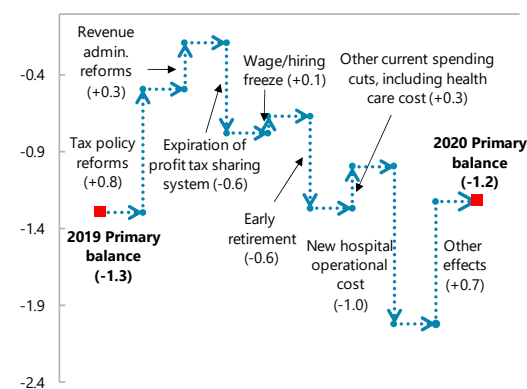 -0.4
-0.9
-1.4
-1.9
-2.4
Revenue
admin.
reforms
(+0.3)
Tax policy
reforms
(+0.8)
2019 Primary
balance
(-1.3)
Expiration of
profit tax sharing
system (-0.6)
Wage/hiring
freeze (+0.1)
Early
retirement
(-0.6)
Other current spending
cuts, including health
care cost (+0.3)
New hospital
operational
cost
(-1.0)
Other
effects
(+0.7)
2020 Primary
balance
(-1.2)